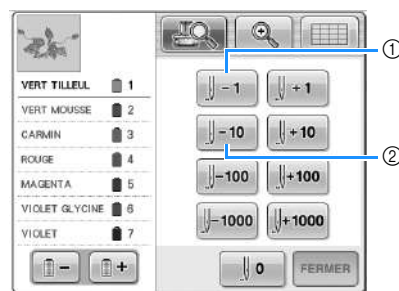 VERT TILLEUL 1
VERT MOUSSE 2
CARMIN 3
ROUGE 4
MAGENTA 5
VIOLET GLYCINE 6
VIOLET 7
- +
-1 +1 ①
-10 +10 ②
-100 +100
-1000 +1000
0 FERMER